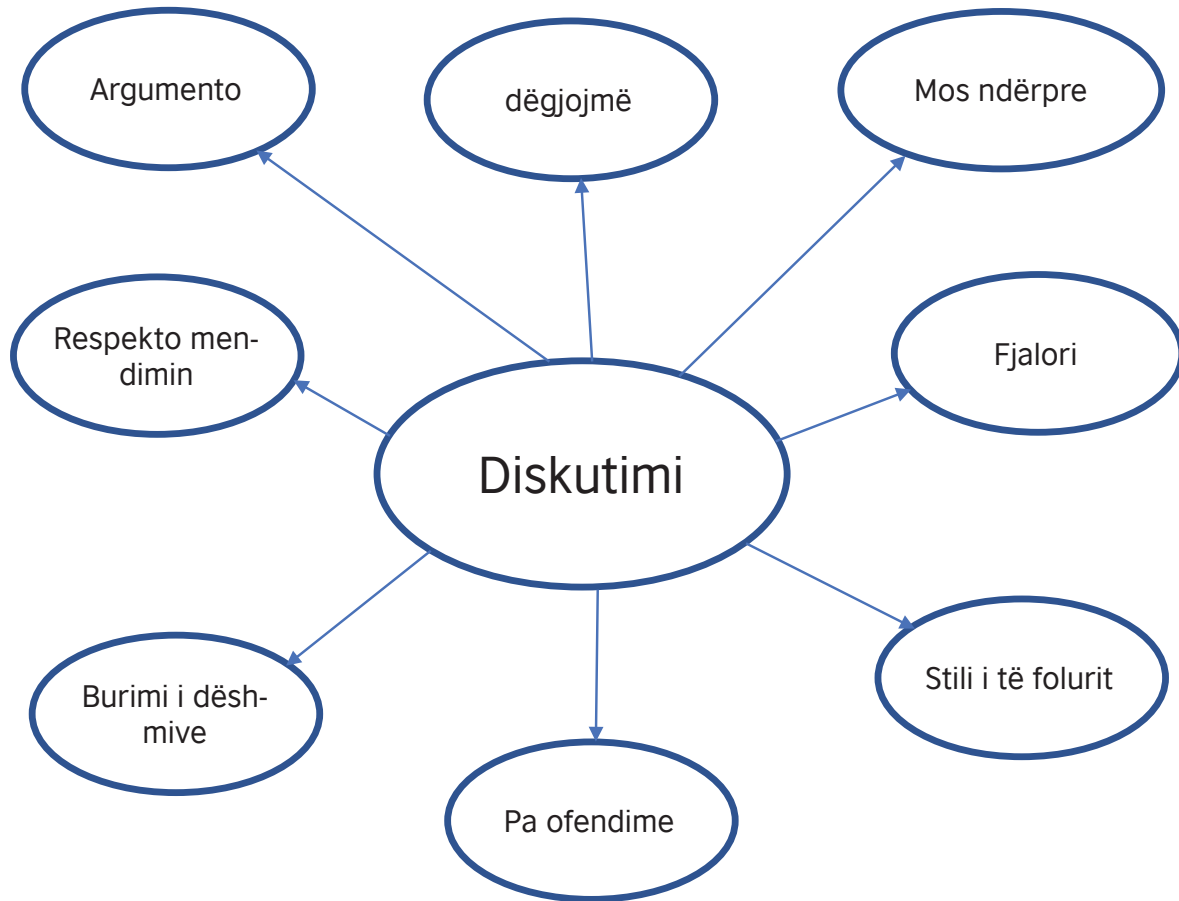 Argumento
dëgjojmë
Mos ndërpre
Respekto men-
dimin
Fjalori
Diskutimi
Burimi i dësh-
mive
Stili i të folurit
Pa ofendime